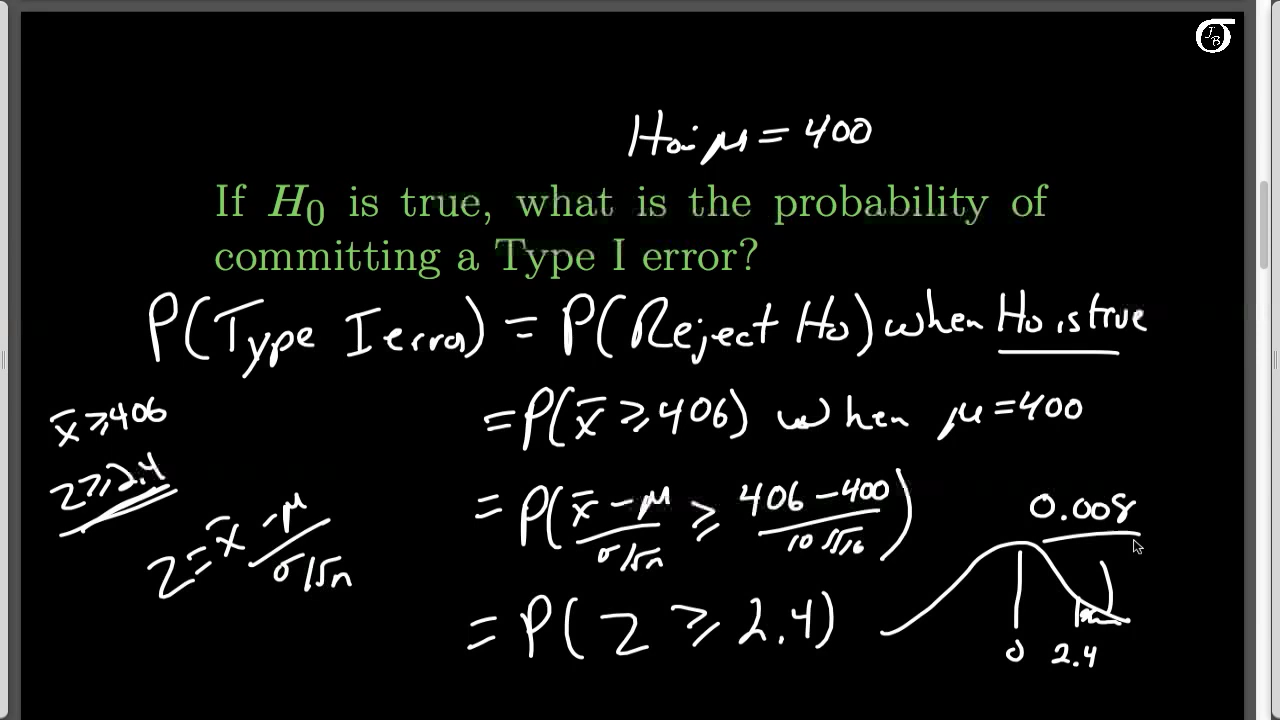 σ
JB
H₀: μ = 400
If H₀ is true, what is the probability of
committing a Type I error?
P(Type I error) = P(Reject H₀) when H₀ is true
x̄ ≥ 406
= P(x̄ ≥ 406) when μ = 400
z ≥ 2.4
z = (x̄ - μ)/(σ/√n)
= P((x̄ - μ)/(σ/√n) ≥ (406 - 400)/(10/√16))
0.008
= P(Z ≥ 2.4)
0 2.4